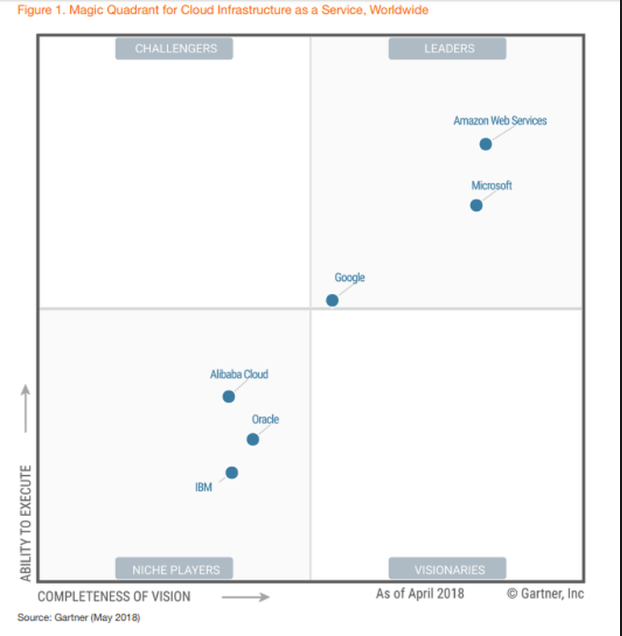 Figure 1. Magic Quadrant for Cloud Infrastructure as a Service, Worldwide
CHALLENGERS
LEADERS
Amazon Web Services
Microsoft
Google
Alibaba Cloud
Oracle
IBM
ABILITY TO EXECUTE
NICHE PLAYERS
VISIONARIES
COMPLETENESS OF VISION
As of April 2018
© Gartner, Inc
Source: Gartner (May 2018)